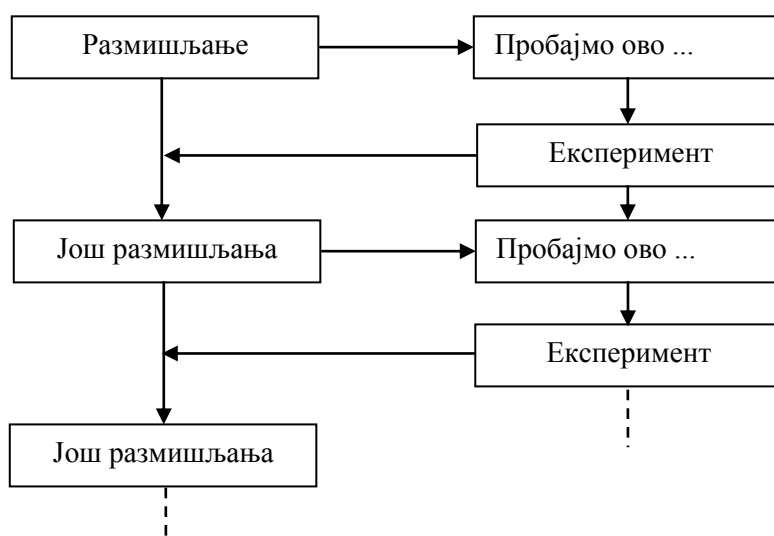 Размишљање
Пробајмо ово ...
Експеримент
Још размишљања
Пробајмо ово ...
Експеримент
Још размишљања